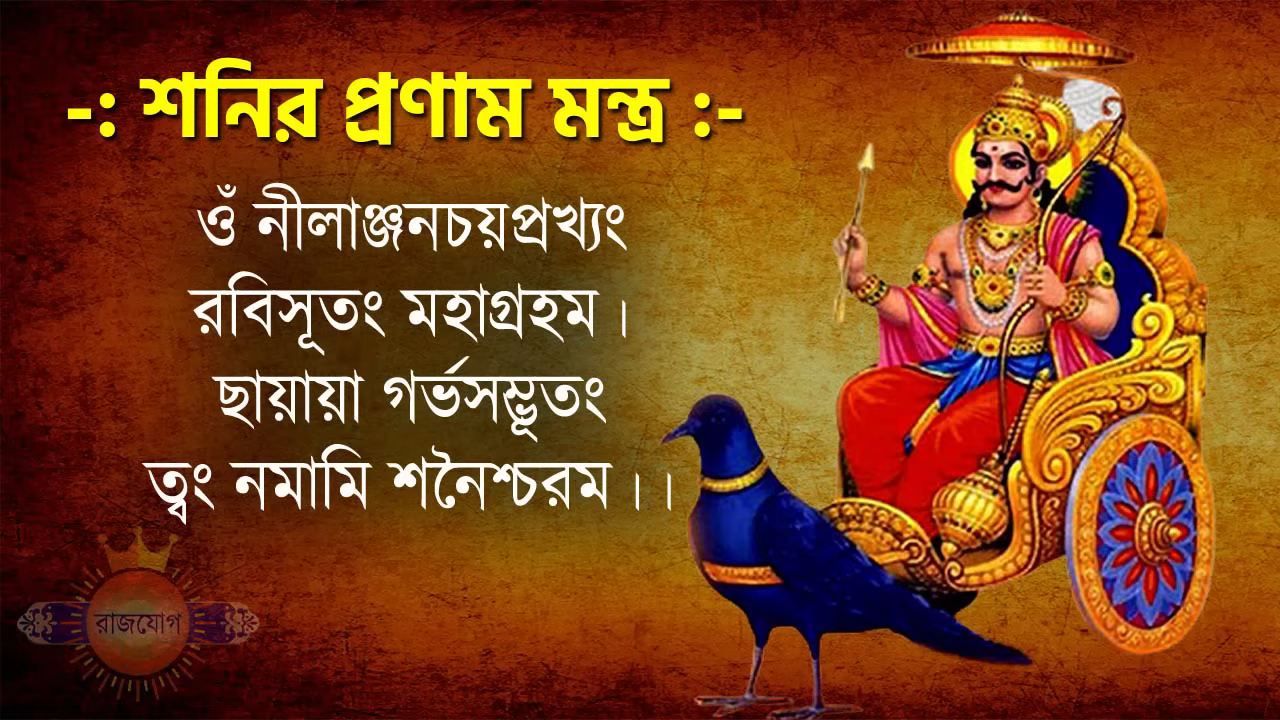 -: শনির প্রণাম মন্ত্র :-
ওঁ নীলাঞ্জনচয়প্রখ্যং
রবিসূতং মহাগ্রহম।
ছায়ায়া গর্ভসম্ভূতং
ত্বং নমামি শনৈশ্চরম।।
রাজযোগ